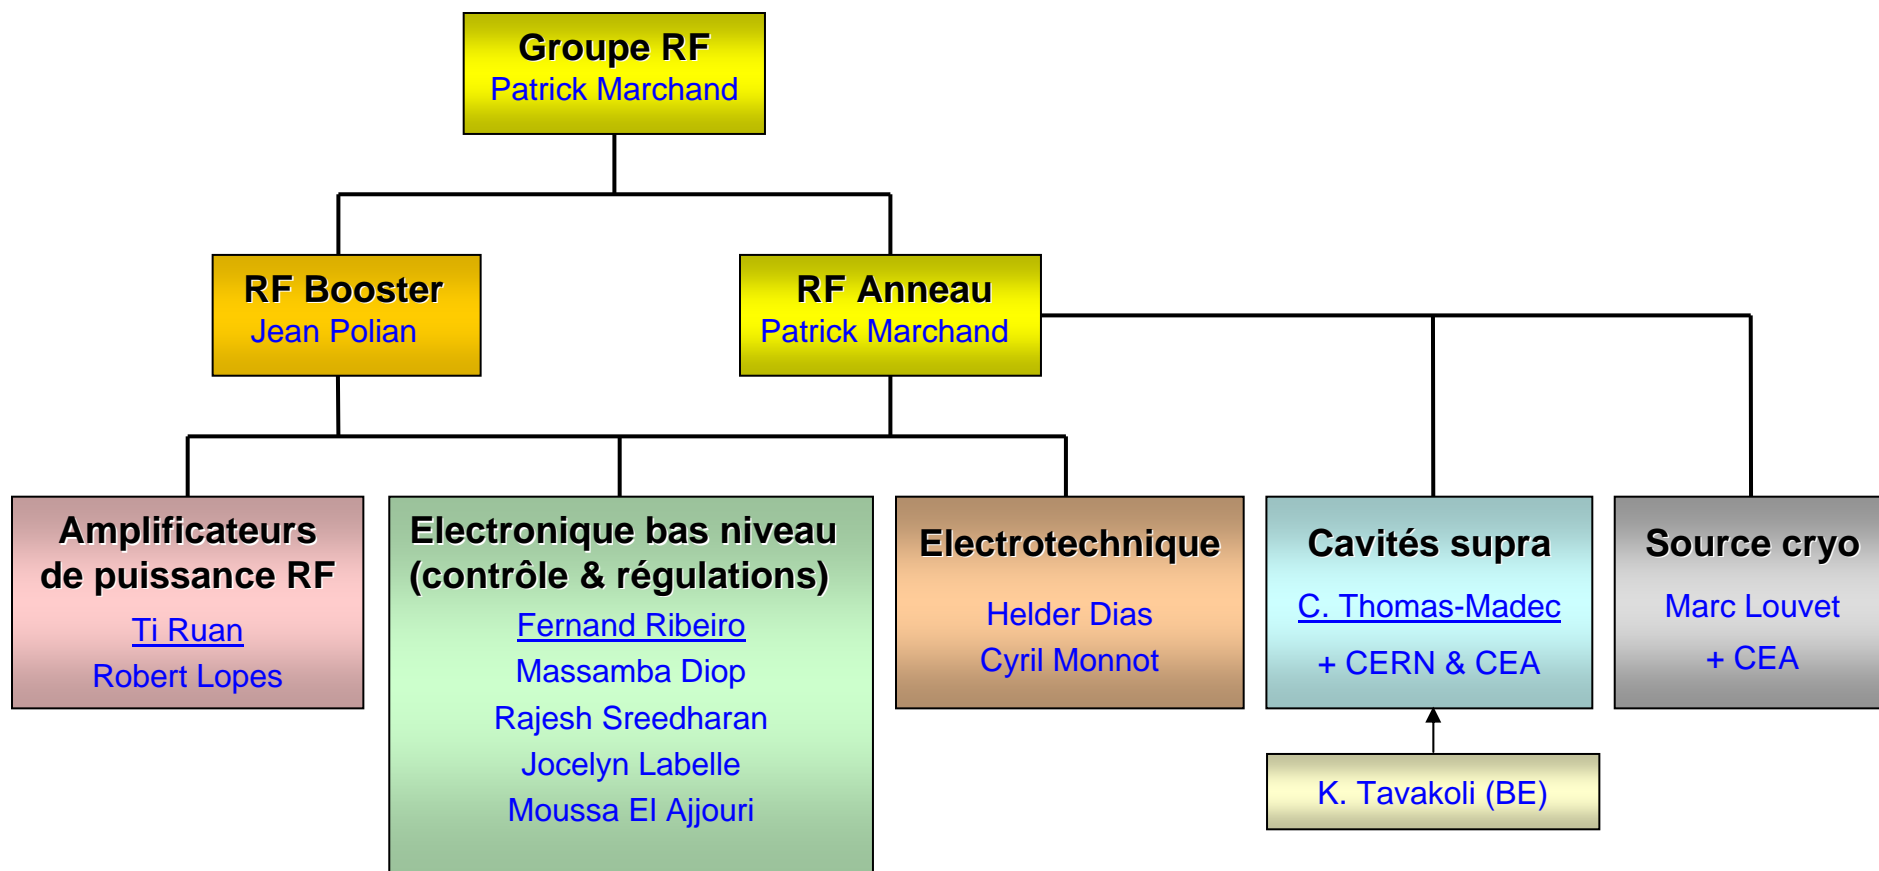 Groupe RF
Patrick Marchand
RF Booster
Jean Polian
RF Anneau
Patrick Marchand
Amplificateurs
de puissance RF
Ti Ruan
Robert Lopes
Electronique bas niveau
(contrôle & régulations)
Fernand Ribeiro
Massamba Diop
Rajesh Sreedharan
Jocelyn Labelle
Moussa El Ajjouri
Electrotechnique
Helder Dias
Cyril Monnot
Cavités supra
C. Thomas-Madec
+ CERN & CEA
K. Tavakoli (BE)
Source cryo
Marc Louvet
+ CEA